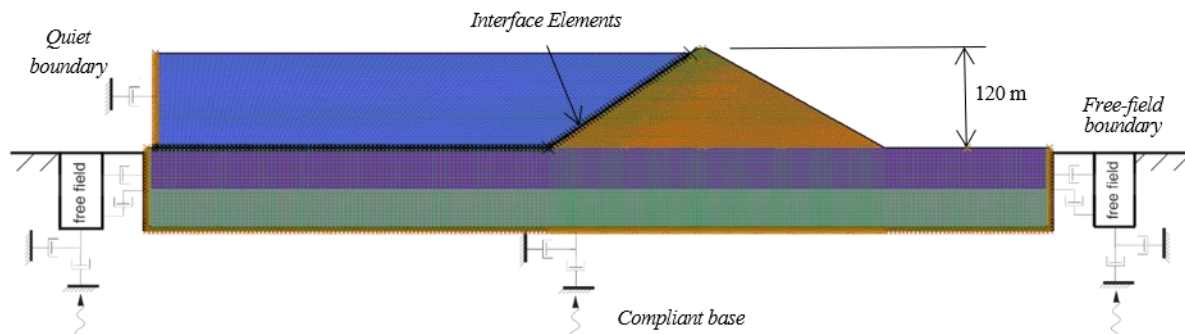 Interface Elements
Quiet
boundary
120 m
Free-field
boundary
free field
free field
Compliant base